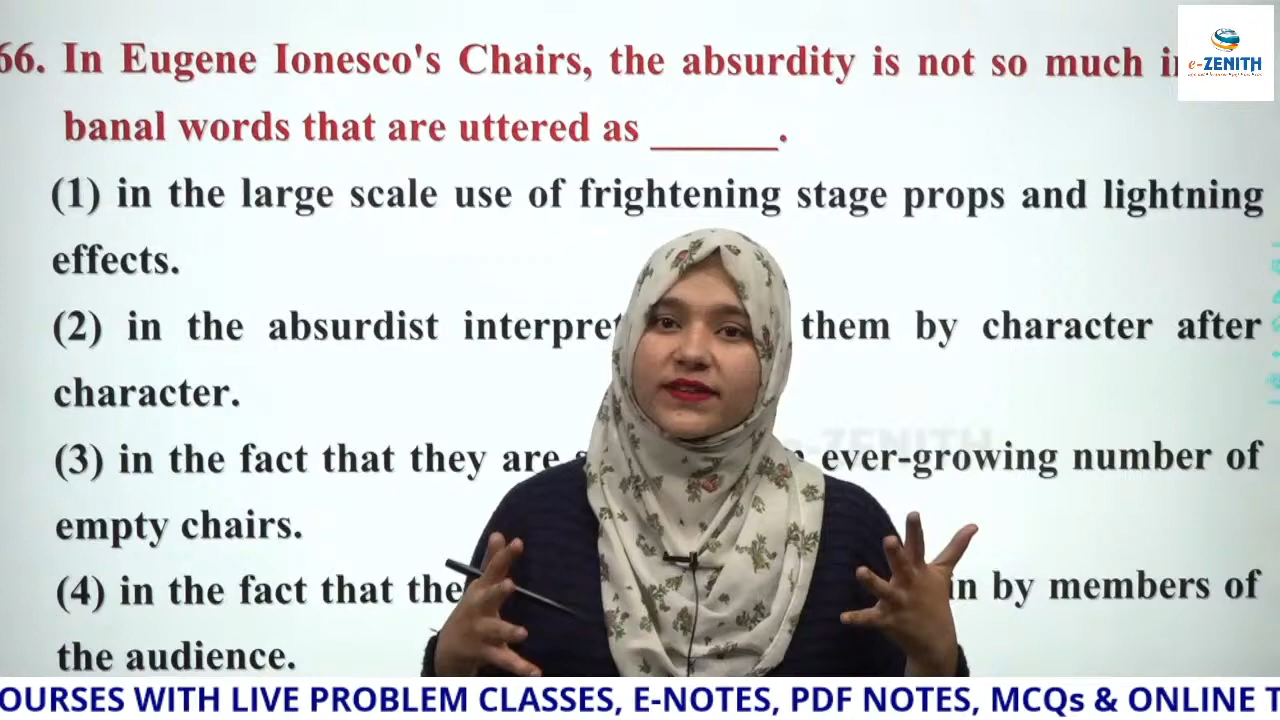 66. In Eugene Ionesco's Chairs, the absurdity is not so much in
banal words that are uttered as ______.
(1) in the large scale use of frightening stage props and lightning
effects.
(2) in the absurdist them by character after
character.
(3) in the fact that they are ever-growing number of
empty chairs.
(4) in the fact that in by members of
the audience.
e-ZENITH
e-ZENITH
OURSES WITH LIVE PROBLEM CLASSES, E-NOTES, PDF NOTES, MCQs & ONLINE T